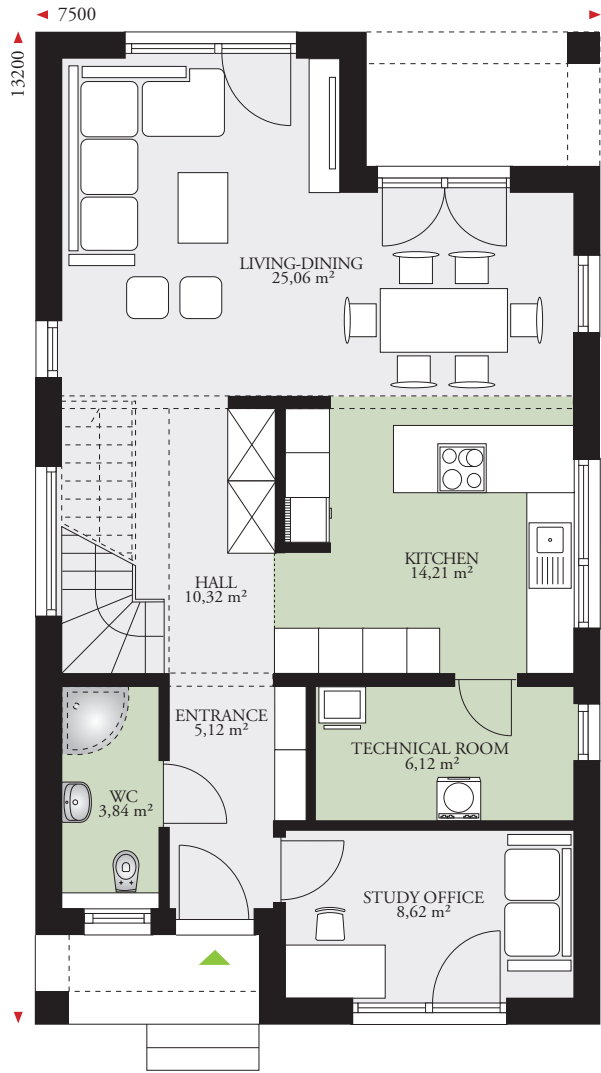 7500
13200
LIVING-DINING
25,06 m²
KITCHEN
14,21 m²
HALL
10,32 m²
ENTRANCE
5,12 m²
TECHNICAL ROOM
6,12 m²
WC
3,84 m²
STUDY OFFICE
8,62 m²